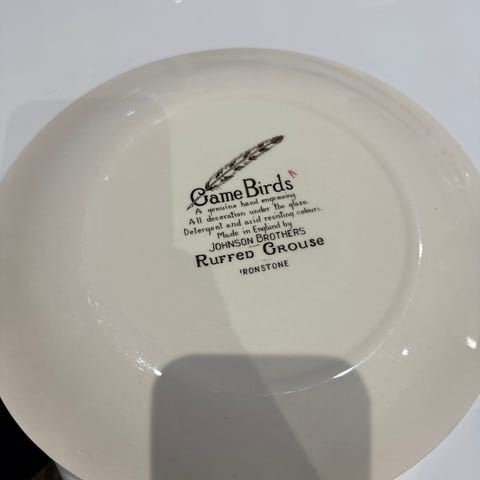 Game Birds
A genuine hand engraving
All decoration under the glaze.
Detergent and acid resisting colours.
Made in England by
JOHNSON BROTHERS
RUFFED GROUSE
IRONSTONE